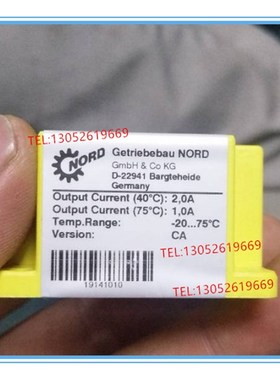 TEL:13052619669
NORD
Getriebebau NORD
GmbH & Co KG
D-22941 Bargteheide
Germany
Output Current (40°C): 2,0A
Output Current (75°C): 1,0A
Temp.Range: -20...75°C
Version: CA
TEL:13052619669
19141010
TEL:13052619669